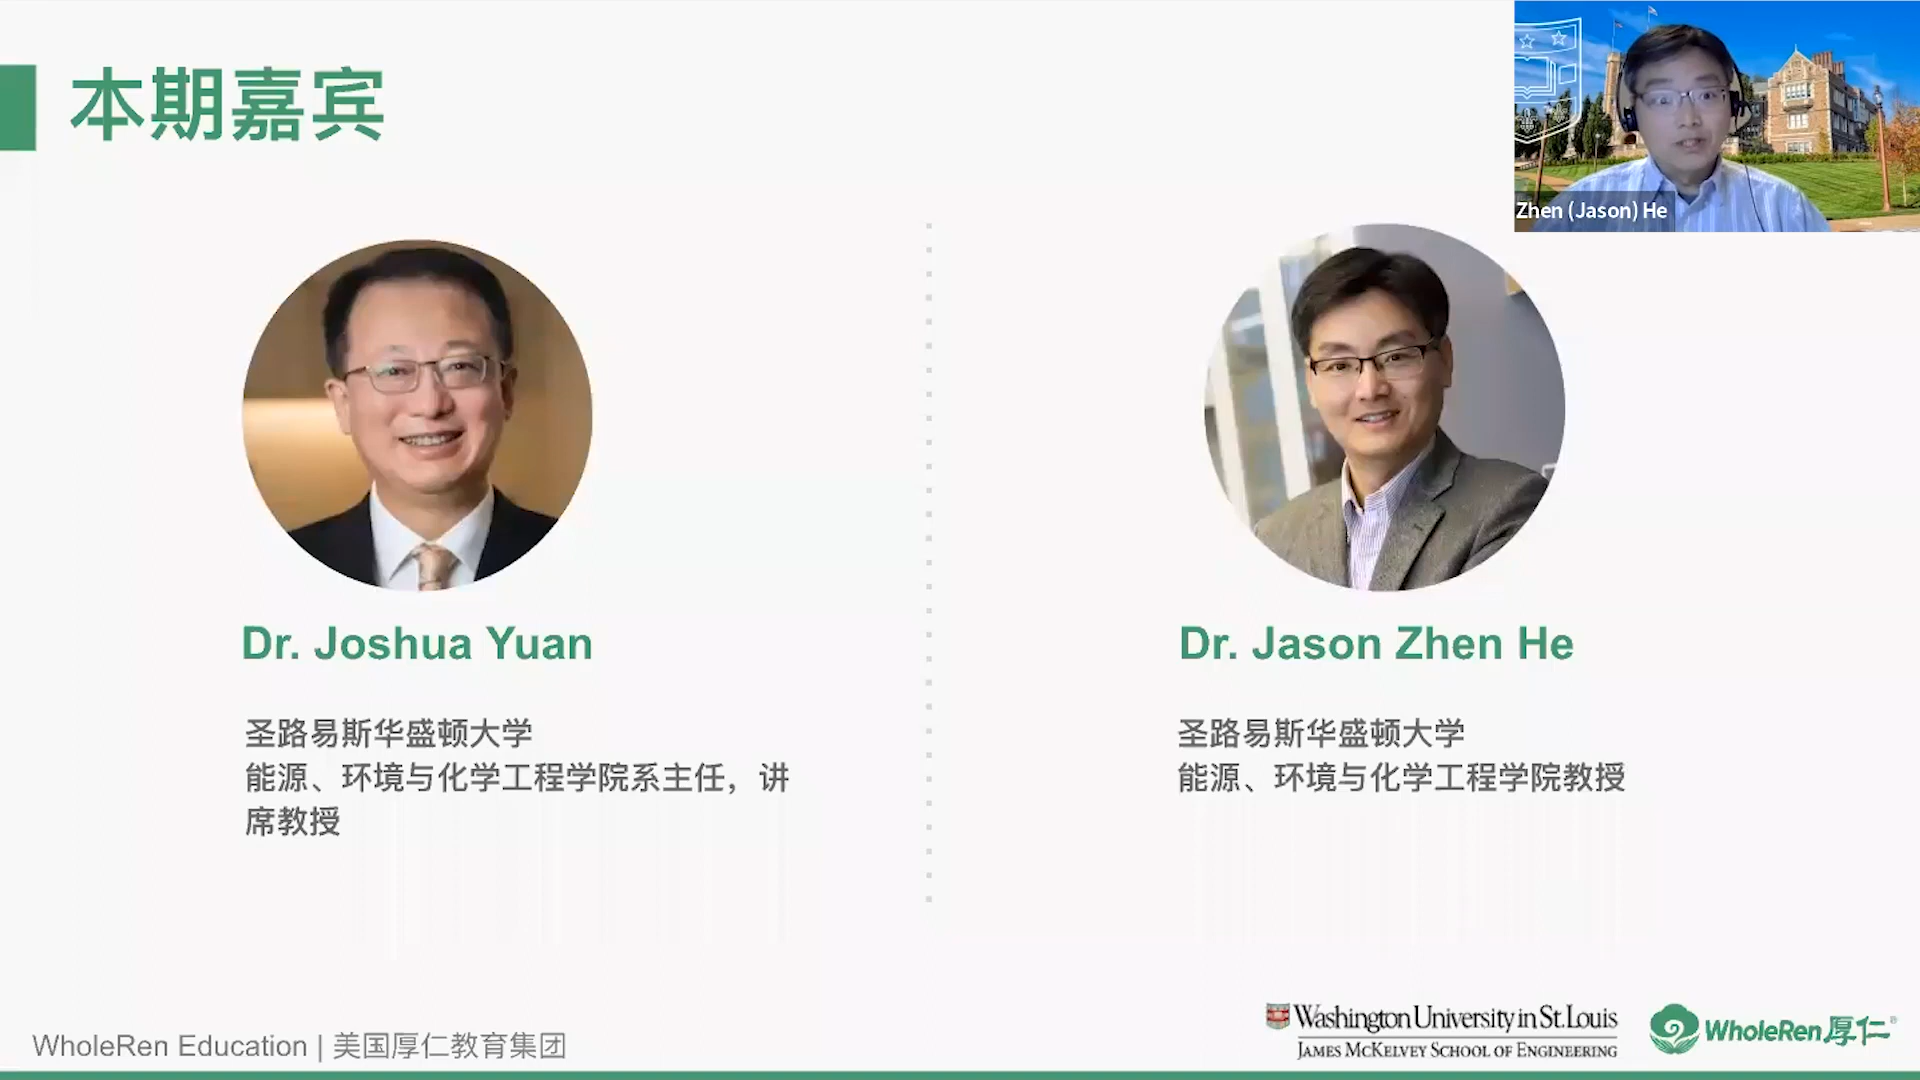 本期嘉宾
Zhen (Jason) He
Dr. Joshua Yuan
圣路易斯华盛顿大学
能源、环境与化学工程学院系主任，讲
席教授
Dr. Jason Zhen He
圣路易斯华盛顿大学
能源、环境与化学工程学院教授
WholeRen Education | 美国厚仁教育集团
Washington University in St. Louis
JAMES MCKELVEY SCHOOL OF ENGINEERING
WholeRen厚仁®